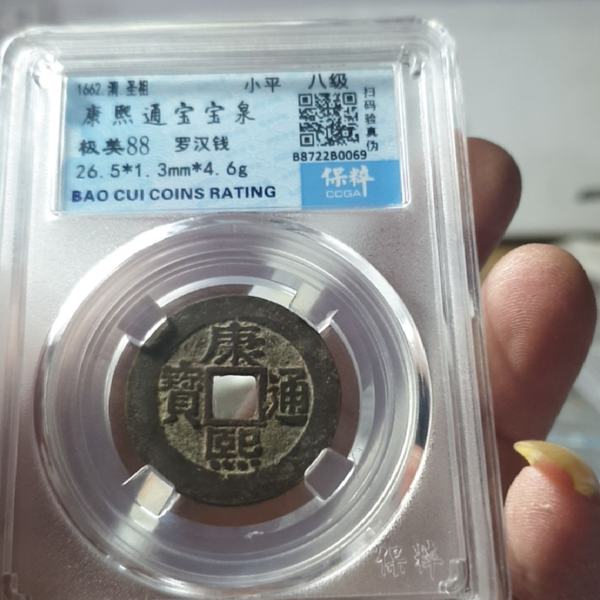 1662.清 圣祖 小平 八级
康熙通宝宝泉
极美88 罗汉钱
26.5*1.3mm*4.6g
BAO CUI COINS RATING
扫码验真伪
B8722B0069
保粹
CCGA
康熙通寶
保粹